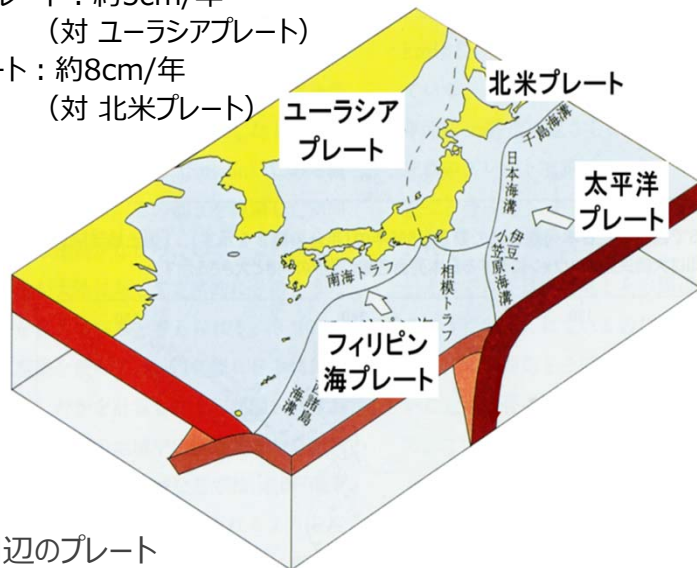 レート：約5cm/年
（対 ユーラシアプレート）
ート：約8cm/年
（対 北米プレート）
北米プレート
ユーラシア
プレート
千島海溝
日本海溝
太平洋
プレート
伊豆・
小笠原海溝
南海トラフ
相模トラフ
フィリピン
海プレート
諸島
海溝
辺のプレート